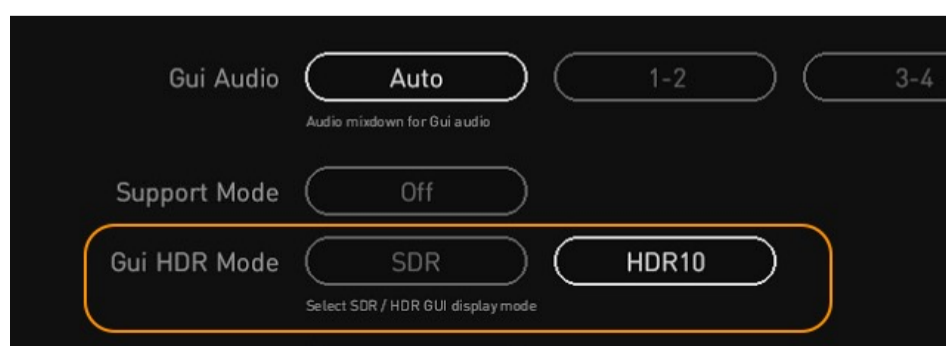 Gui Audio Auto 1-2 3-4
Audio mixdown for Gui audio
Support Mode Off
Gui HDR Mode SDR HDR10
Select SDR / HDR GUI display mode